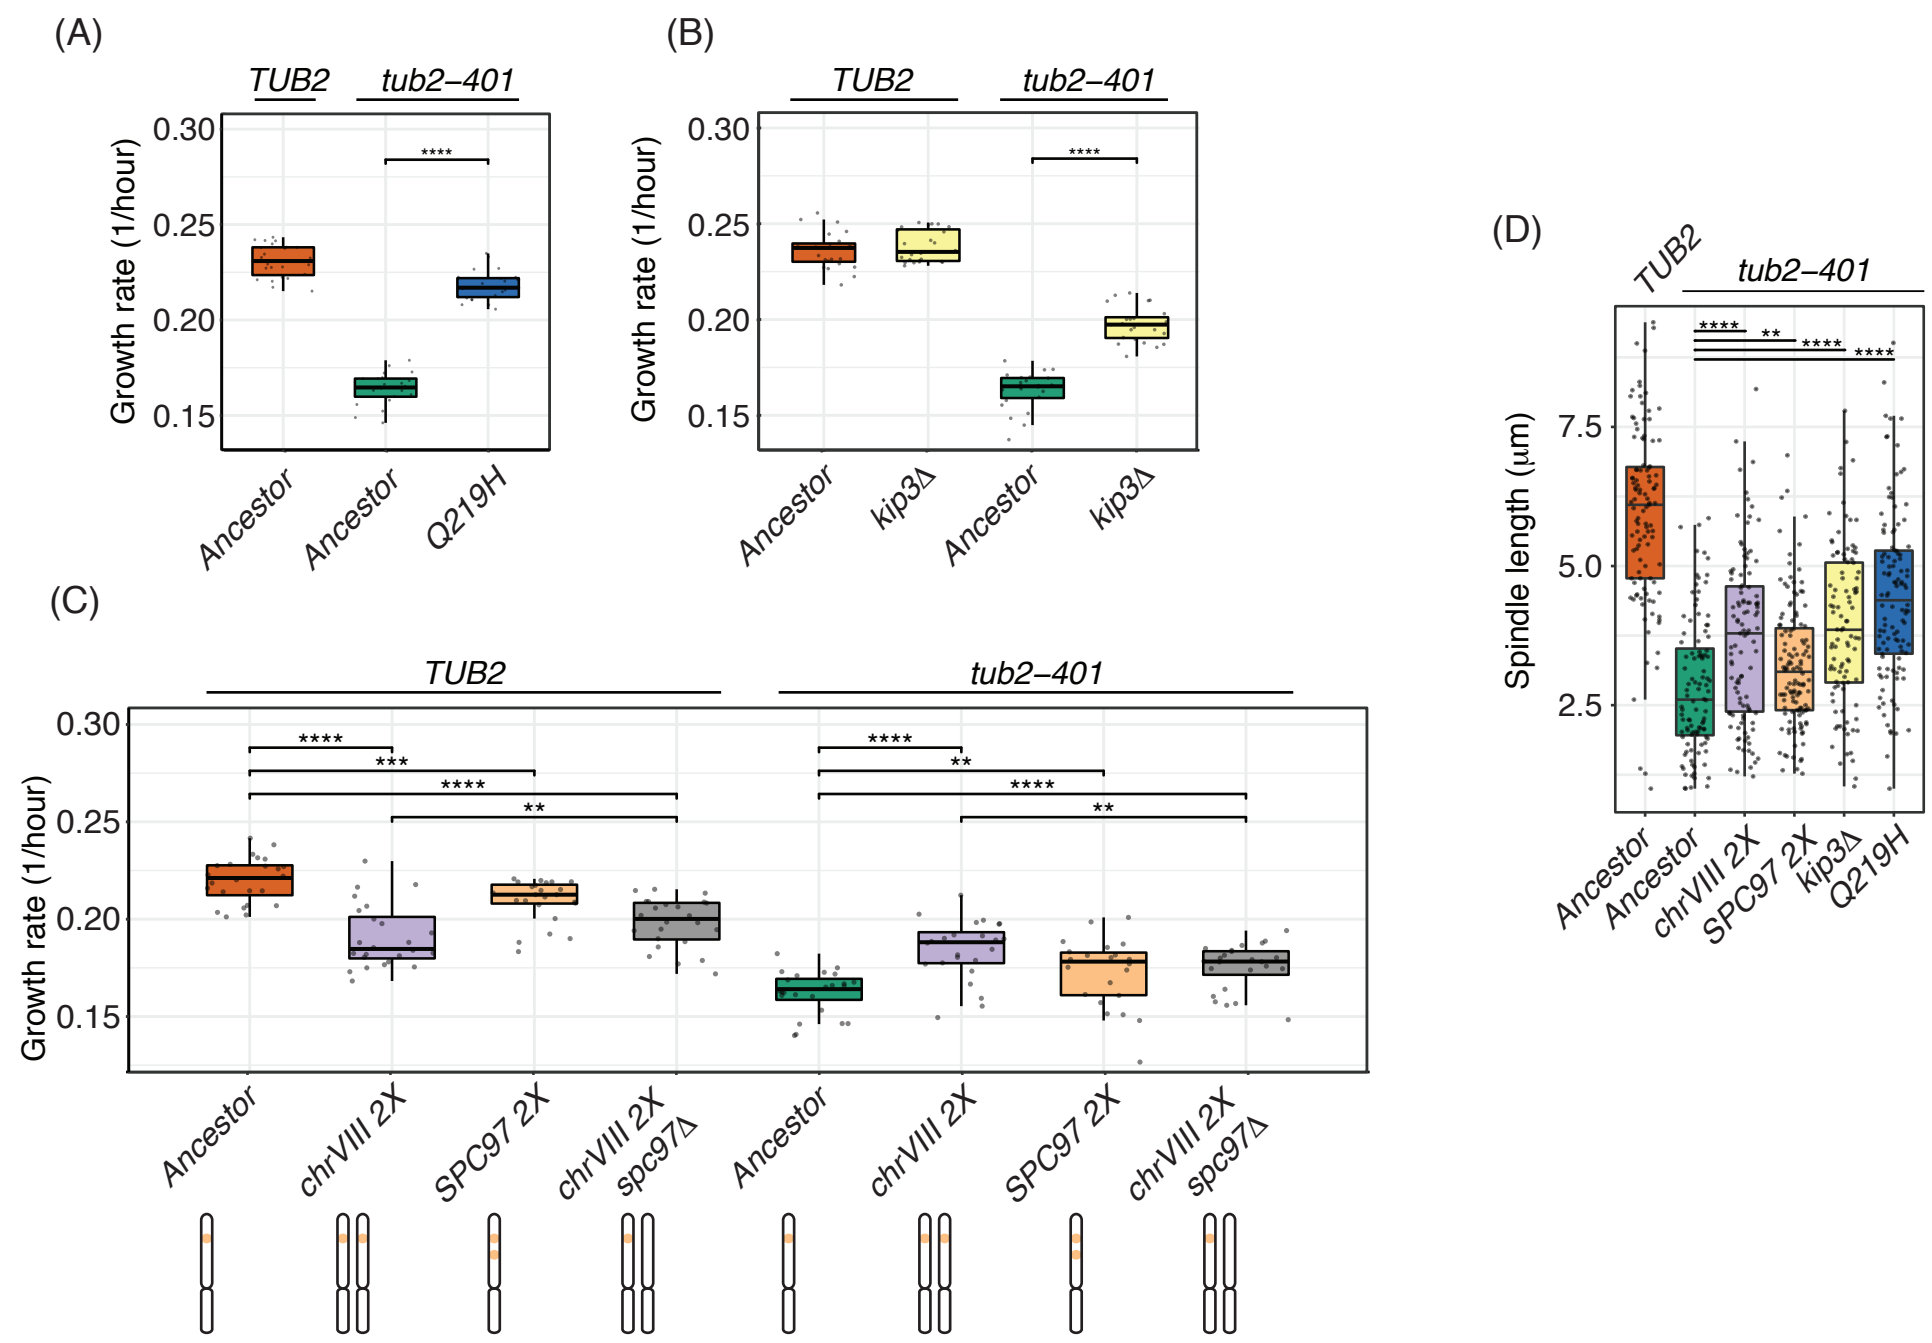 (A)
TUB2 tub2−401
Growth rate (1/hour)
0.30
0.25
0.20
0.15
****
Ancestor Ancestor Q219H
(B)
TUB2 tub2−401
Growth rate (1/hour)
0.30
0.25
0.20
0.15
****
Ancestor kip3Δ Ancestor kip3Δ
(C)
TUB2 tub2−401
Growth rate (1/hour)
0.30
0.25
0.20
0.15
**** ****
*** **
**** ****
** **
Ancestor chrVIII 2X SPC97 2X chrVIII 2X spc97Δ Ancestor chrVIII 2X SPC97 2X chrVIII 2X spc97Δ
(D)
TUB2 tub2−401
Spindle length (μm)
7.5
5.0
2.5
****
**
****
****
Ancestor Ancestor chrVIII 2X SPC97 2X kip3Δ Q219H